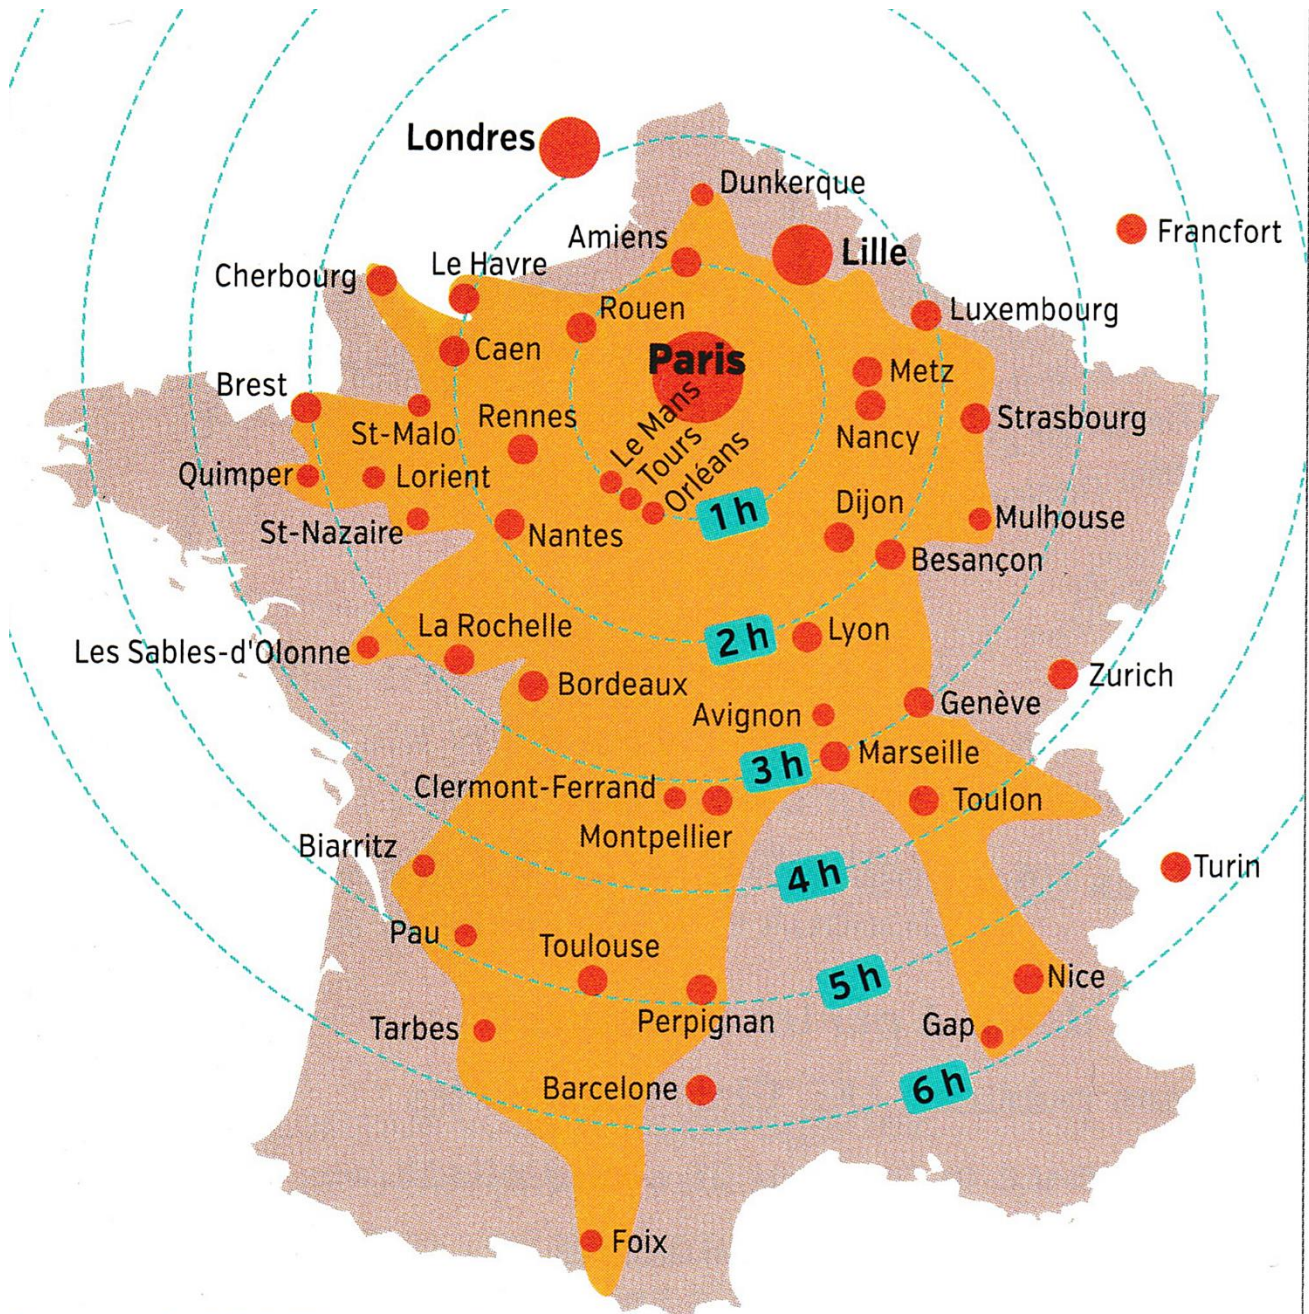 Londres
Dunkerque
Francfort
Amiens
Lille
Le Havre
Cherbourg
Rouen
Luxembourg
Caen
Paris
Metz
Brest
Le Mans
Rennes
Strasbourg
St-Malo
Tours
Nancy
Orléans
Quimper
Lorient
Dijon
1 h
Mulhouse
St-Nazaire
Nantes
Besançon
La Rochelle
2 h
Lyon
Les Sables-d'Olonne
Zurich
Bordeaux
Genève
Avignon
Marseille
3 h
Clermont-Ferrand
Toulon
Montpellier
Biarritz
Turin
4 h
Pau
Toulouse
5 h
Nice
Perpignan
Gap
Tarbes
6 h
Barcelone
Foix